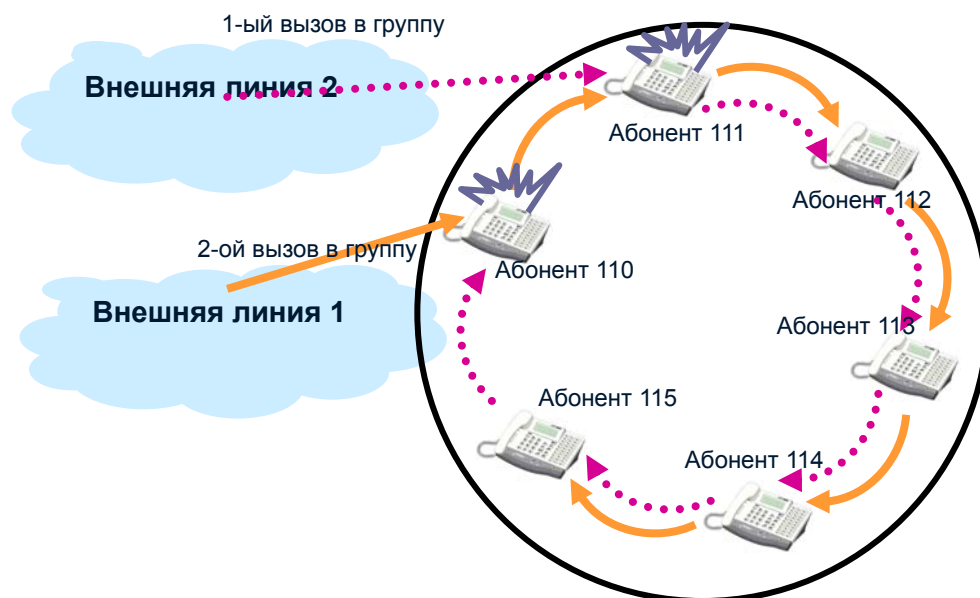 1-ый вызов в группу
Внешняя линия 2
Абонент 111
Абонент 112
2-ой вызов в группу
Абонент 110
Внешняя линия 1
Абонент 113
Абонент 115
Абонент 114